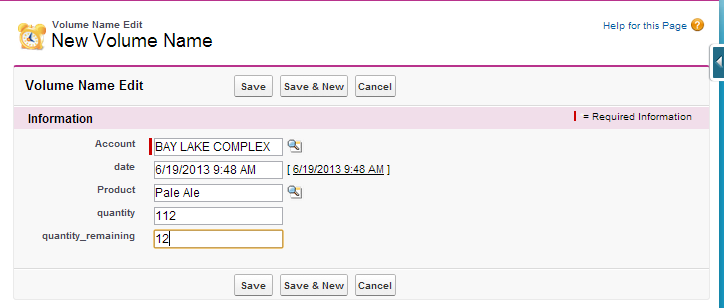 Volume Name Edit
New Volume Name
Help for this Page ?
Volume Name Edit Save Save & New Cancel
Information = Required Information
Account BAY LAKE COMPLEX
date 6/19/2013 9:48 AM [ 6/19/2013 9:48 AM ]
Product Pale Ale
quantity 112
quantity_remaining 12
Save Save & New Cancel